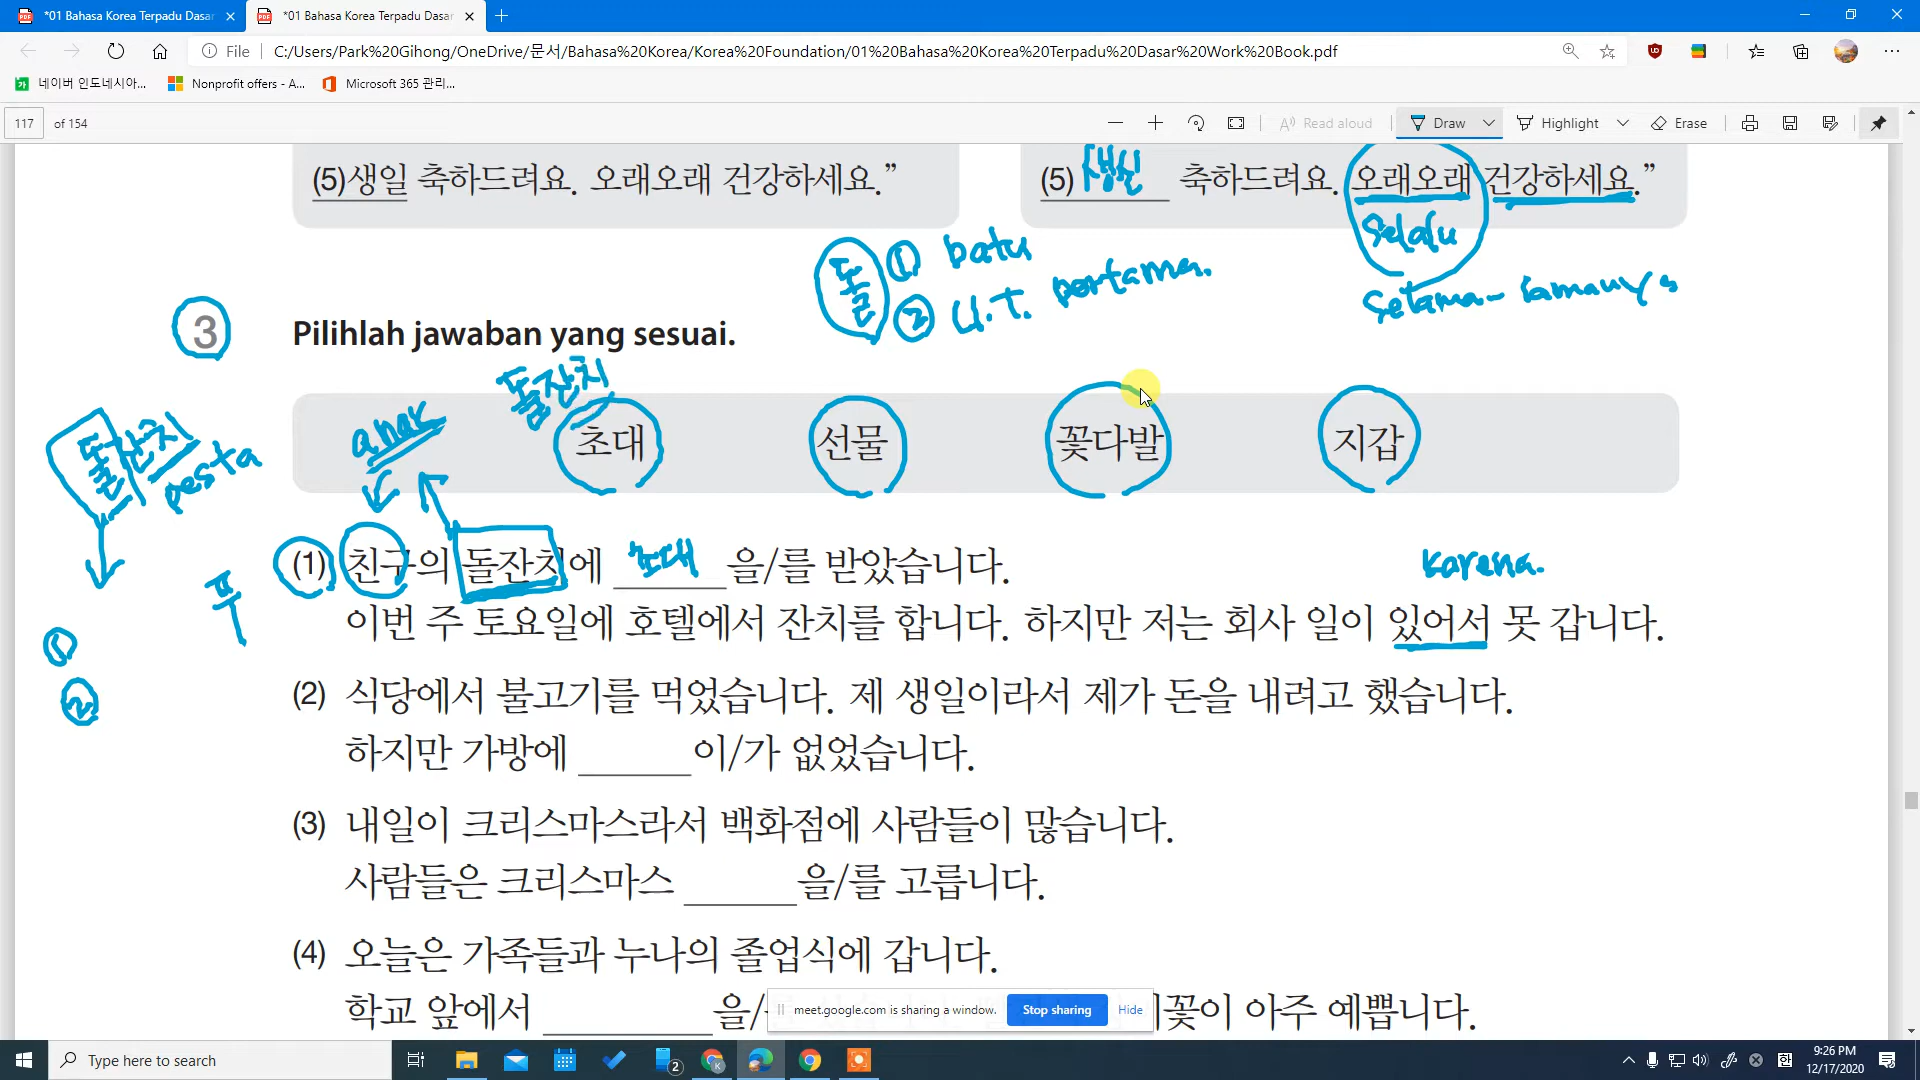 *01 Bahasa Korea Terpadu Dasar
*01 Bahasa Korea Terpadu Dasar
File
C:/Users/Park%20Gihong/OneDrive/문서/Bahasa%20Korea/Korea%20Foundation/01%20Bahasa%20Korea%20Terpadu%20Dasar%20Work%20Book.pdf
네이버 인도네시아...
Nonprofit offers - A...
Microsoft 365 관리...
117 of 154
Read aloud
Draw
Highlight
Erase
(5)생일 축하드려요. 오래오래 건강하세요."
(5) 생신 축하드려요. 오래오래 건강하세요."
selalu
selama-lamanya
돌 ① batu
② U.T. pertama.
3 Pilihlah jawaban yang sesuai.
돌잔치
anak
돌잔치
pesta
초대 선물 꽃다발 지갑
(1) 친구의 돌잔치에 초대 을/를 받았습니다.
karena.
이번 주 토요일에 호텔에서 잔치를 합니다. 하지만 저는 회사 일이 있어서 못 갑니다.
①
②
(2) 식당에서 불고기를 먹었습니다. 제 생일이라서 제가 돈을 내려고 했습니다.
하지만 가방에 ______ 이/가 없었습니다.
(3) 내일이 크리스마스라서 백화점에 사람들이 많습니다.
사람들은 크리스마스 ______ 을/를 고릅니다.
(4) 오늘은 가족들과 누나의 졸업식에 갑니다.
학교 앞에서 ______ 을/ 아주 예쁩니다.
meet.google.com is sharing a window.
Stop sharing
Hide
Type here to search
2
K
한
9:26 PM
12/17/2020